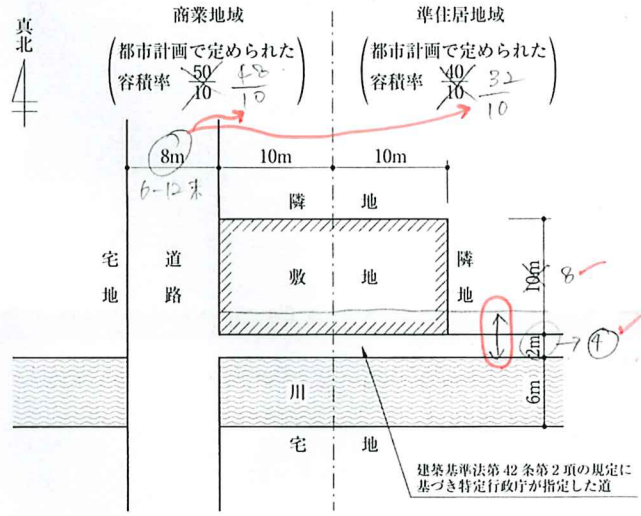 商業地域
準住居地域
真北
都市計画で定められた
容積率 50/10 48/10
都市計画で定められた
容積率 40/10 32/10
8m
10m
10m
6-12未
隣地
宅地
道路
敷地
隣地
10m 8
2m → ④
6m
川
宅地
建築基準法第42条第2項の規定に
基づき特定行政庁が指定した道